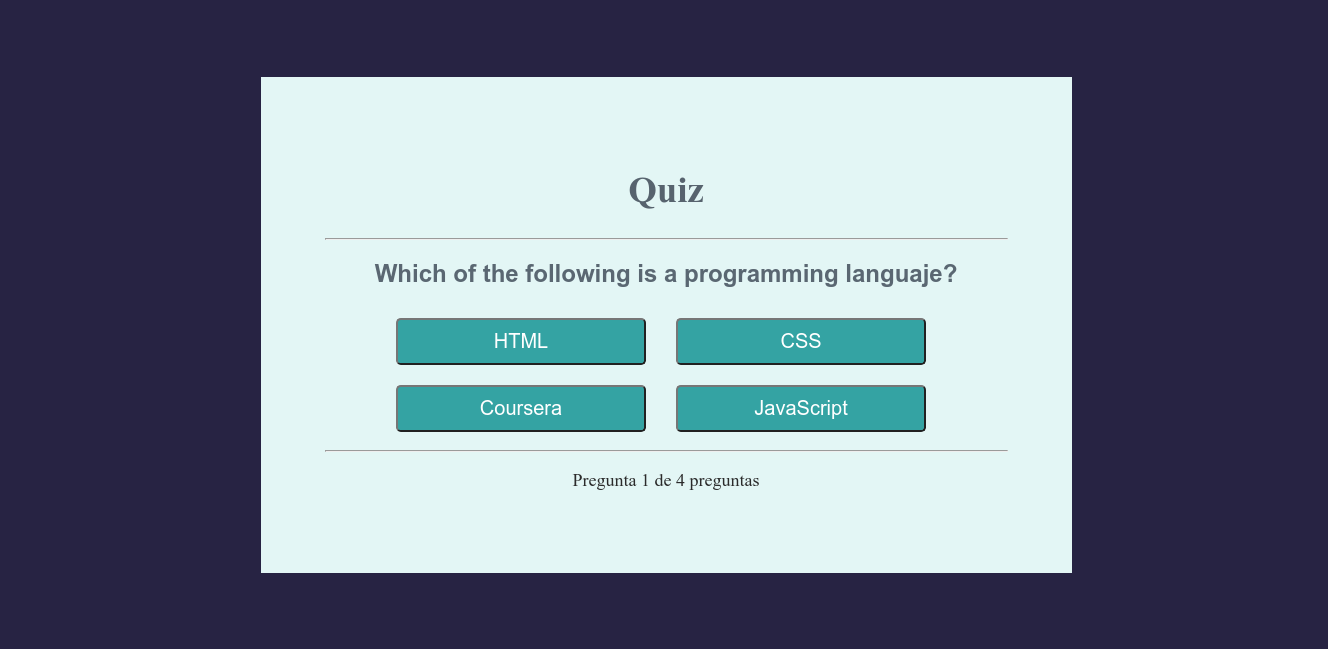 Quiz
Which of the following is a programming languaje?
HTML
CSS
Coursera
JavaScript
Pregunta 1 de 4 preguntas